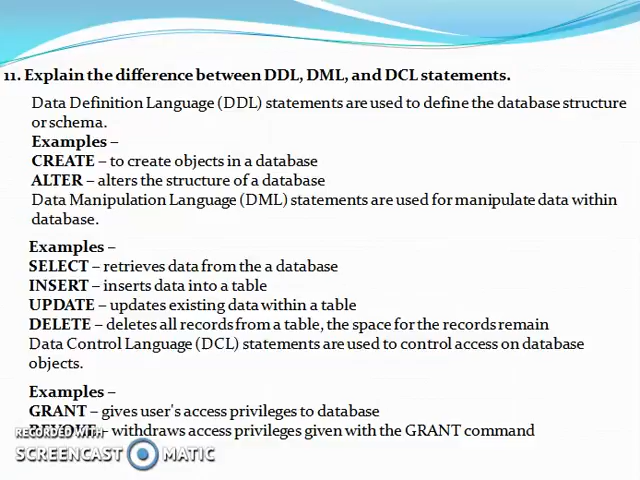 11. Explain the difference between DDL, DML, and DCL statements.
Data Definition Language (DDL) statements are used to define the database structure
or schema.
Examples –
CREATE – to create objects in a database
ALTER – alters the structure of a database
Data Manipulation Language (DML) statements are used for manipulate data within
database.
Examples –
SELECT – retrieves data from the a database
INSERT – inserts data into a table
UPDATE – updates existing data within a table
DELETE – deletes all records from a table, the space for the records remain
Data Control Language (DCL) statements are used to control access on database
objects.
Examples –
GRANT – gives user's access privileges to database
– withdraws access privileges given with the GRANT command
RECORDED WITH
SCREENCAST MATIC